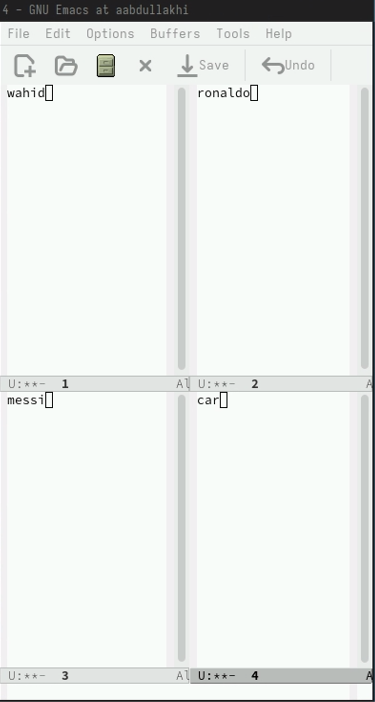 4 - GNU Emacs at aabdullakhi
File Edit Options Buffers Tools Help
Save Undo
wahid
ronaldo
U:**- 1 Al
U:**- 2 A
messi
car
U:**- 3 Al
U:**- 4 A